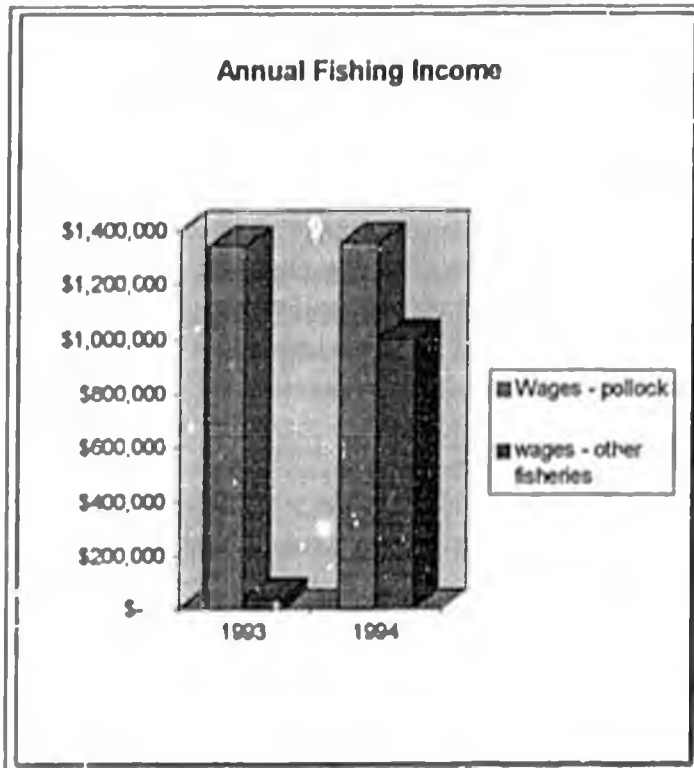 Annual Fishing Income
$1,400,000
$1,200,000
$1,000,000
$800,000
$600,000
$400,000
$200,000
$-
1993
1994
Wages - pollock
wages - other
fisheries